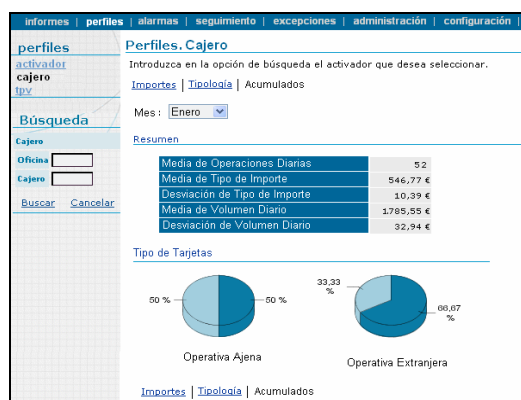 informes | perfiles | alarmas | seguimiento | excepciones | administración | configuración |
perfiles
activador
cajero
tpv
Búsqueda
Cajero
Oficina
Cajero
Buscar Cancelar
Perfiles. Cajero
Introduzca en la opción de búsqueda el activador que desea seleccionar.
Importes | Tipología | Acumulados
Mes: Enero
Resumen
Media de Operaciones Diarias 52
Media de Tipo de Importe 546,77 €
Desviación de Tipo de Importe 10,39 €
Media de Volumen Diario 1785,55 €
Desviación de Volumen Diario 32,94 €
Tipo de Tarjetas
50 %
50 %
Operativa Ajena
33,33 %
66,67 %
Operativa Extranjera
Importes | Tipología | Acumulados